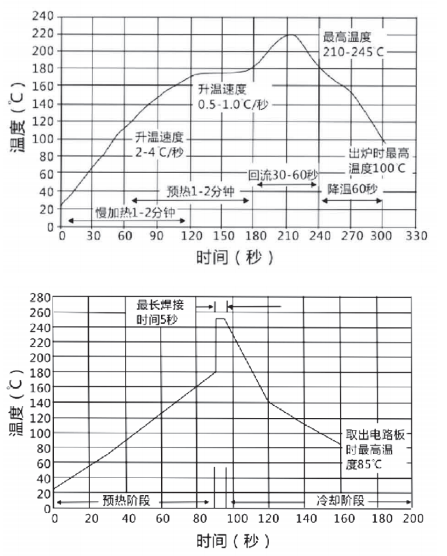 240
220
200
180
160
140
120
100
80
60
40
20
0
温度（℃）
最高温度
210-245℃
升温速度
0.5-1.0℃/秒
升温速度
2-4℃/秒
出炉时最高
温度100℃
回流30-60秒
预热1-2分钟
降温60秒
慢加热1-2分钟
0 30 60 90 120 150 180 210 240 270 300 330
时间（秒）
280
260
240
220
200
180
160
140
120
100
80
60
40
20
0
温度（℃）
最长焊接
时间5秒
取出电路板
时最高温
度85℃
预热阶段
冷却阶段
0 20 40 60 80 100 120 140 160 180 200
时间（秒）